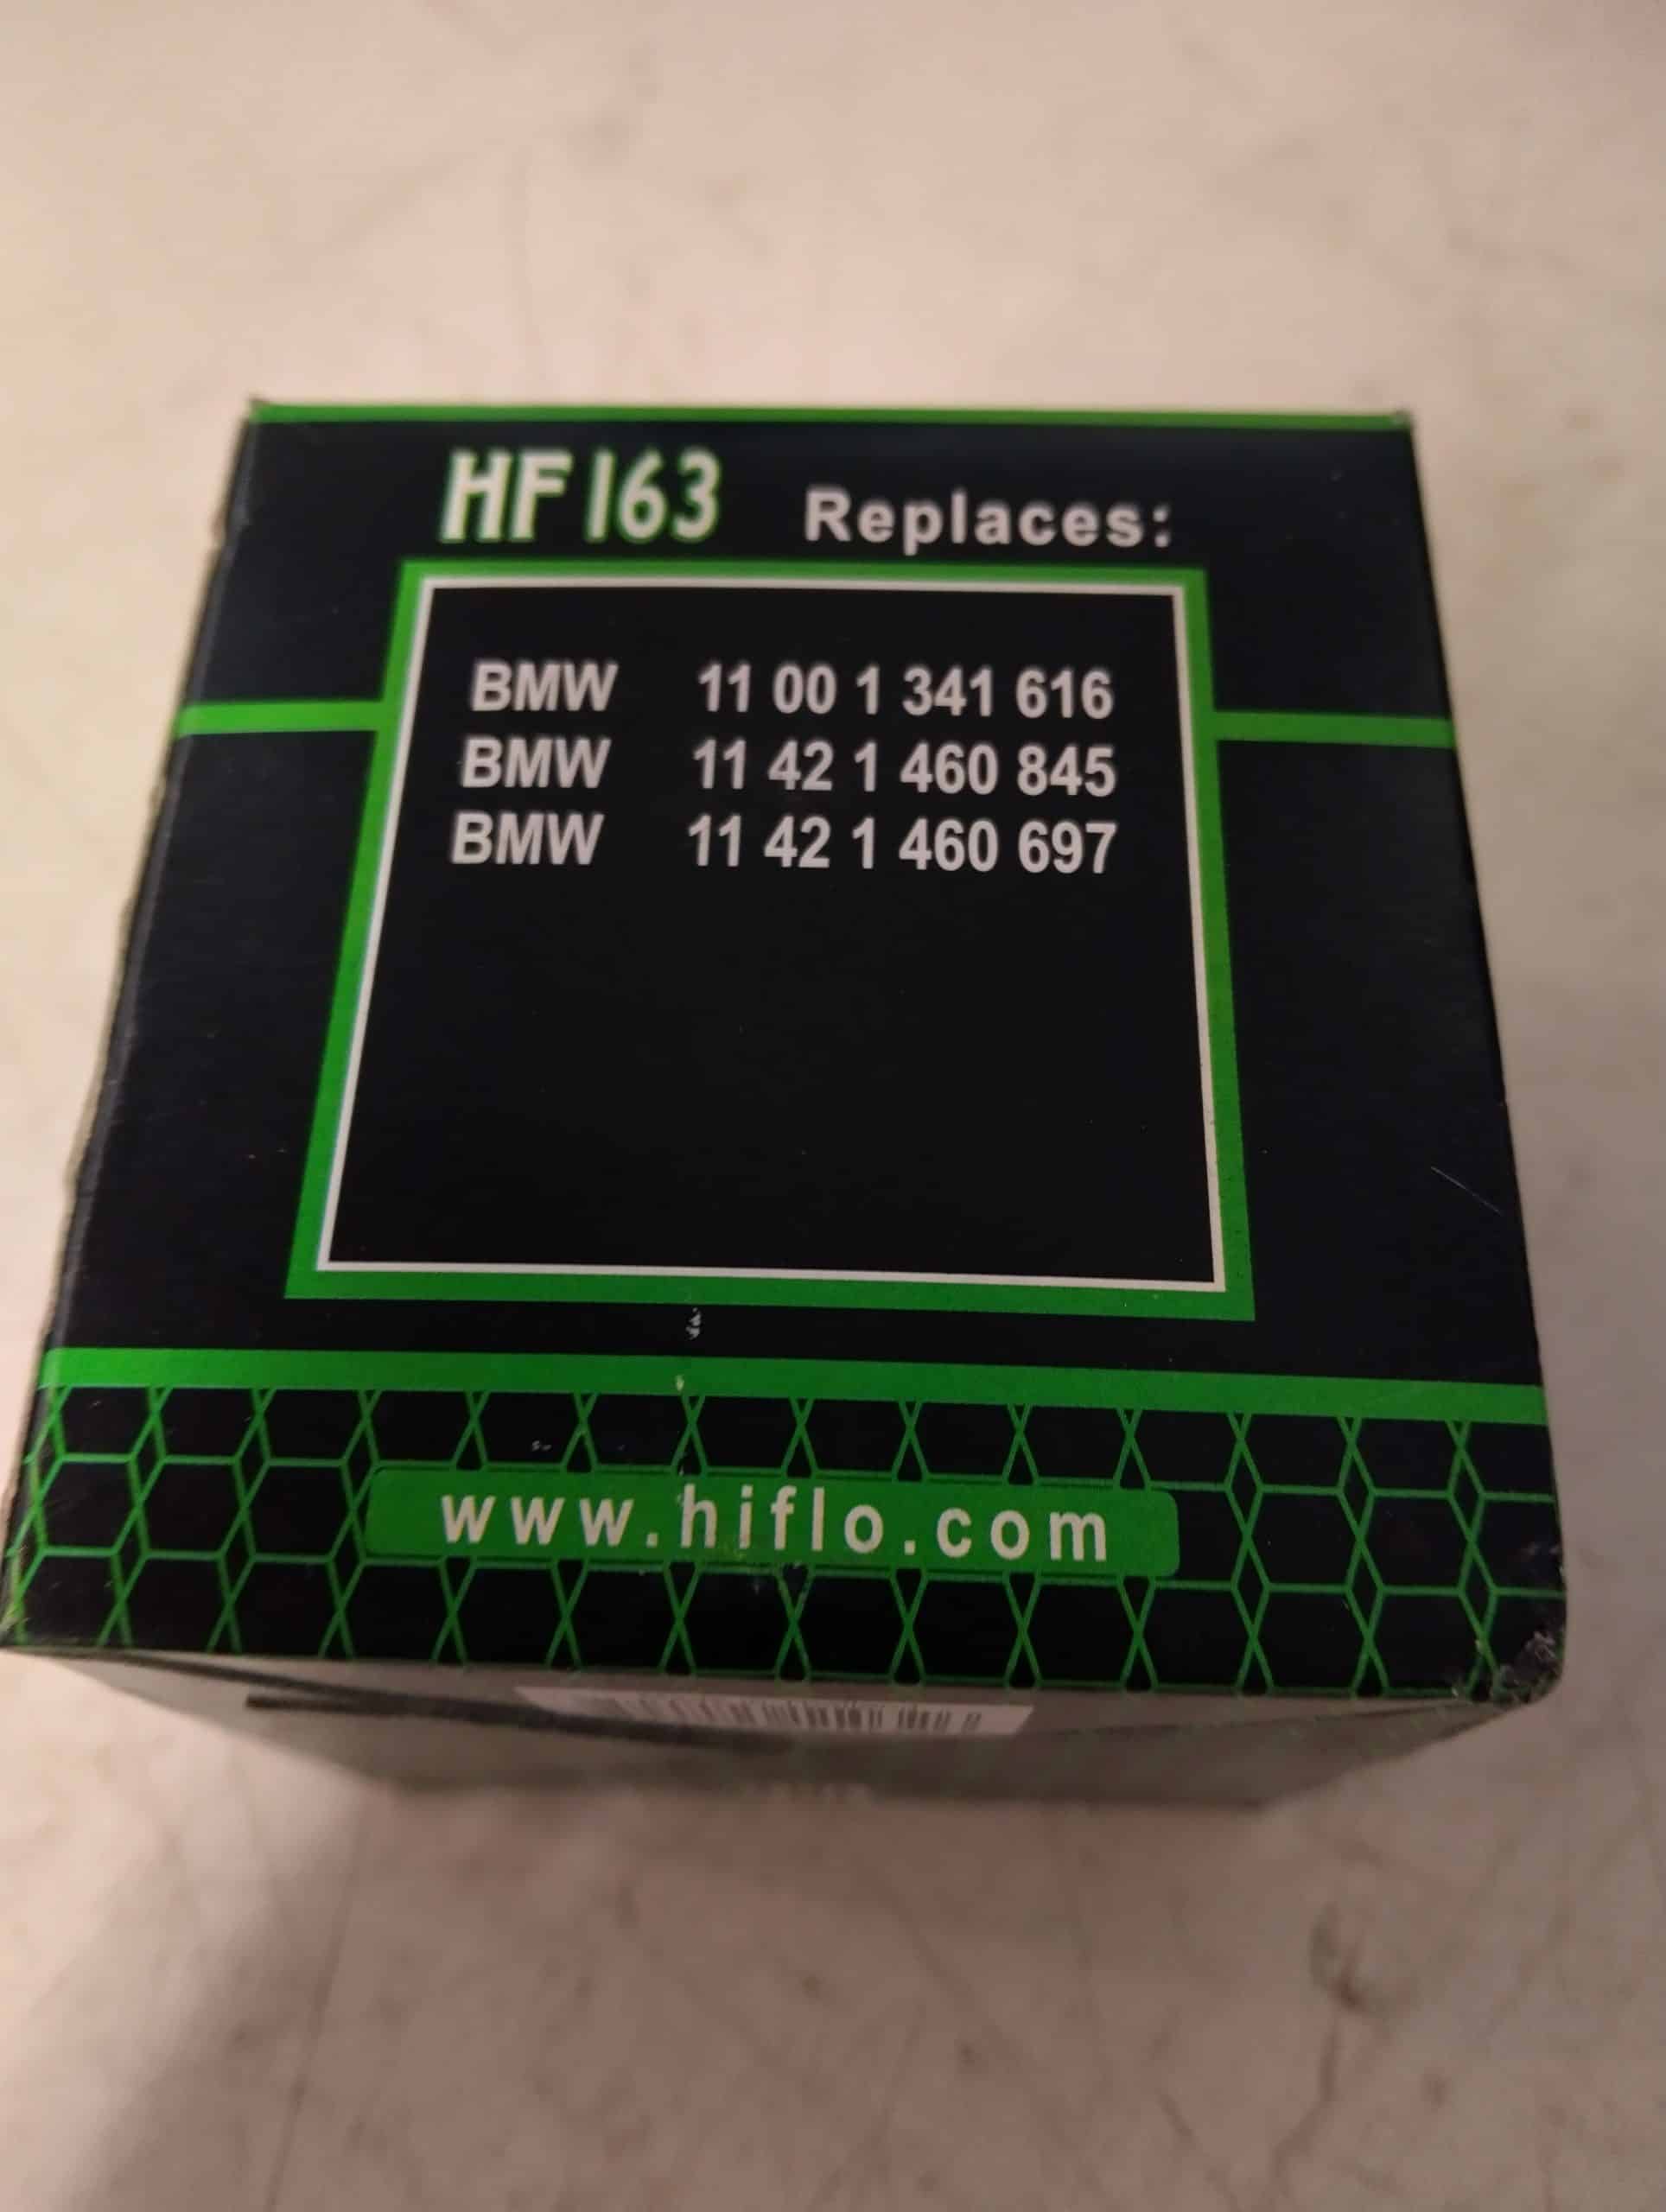 HF163 Replaces:
BMW 11 00 1 341 616
BMW 11 42 1 460 845
BMW 11 42 1 460 697
www.hiflo.com